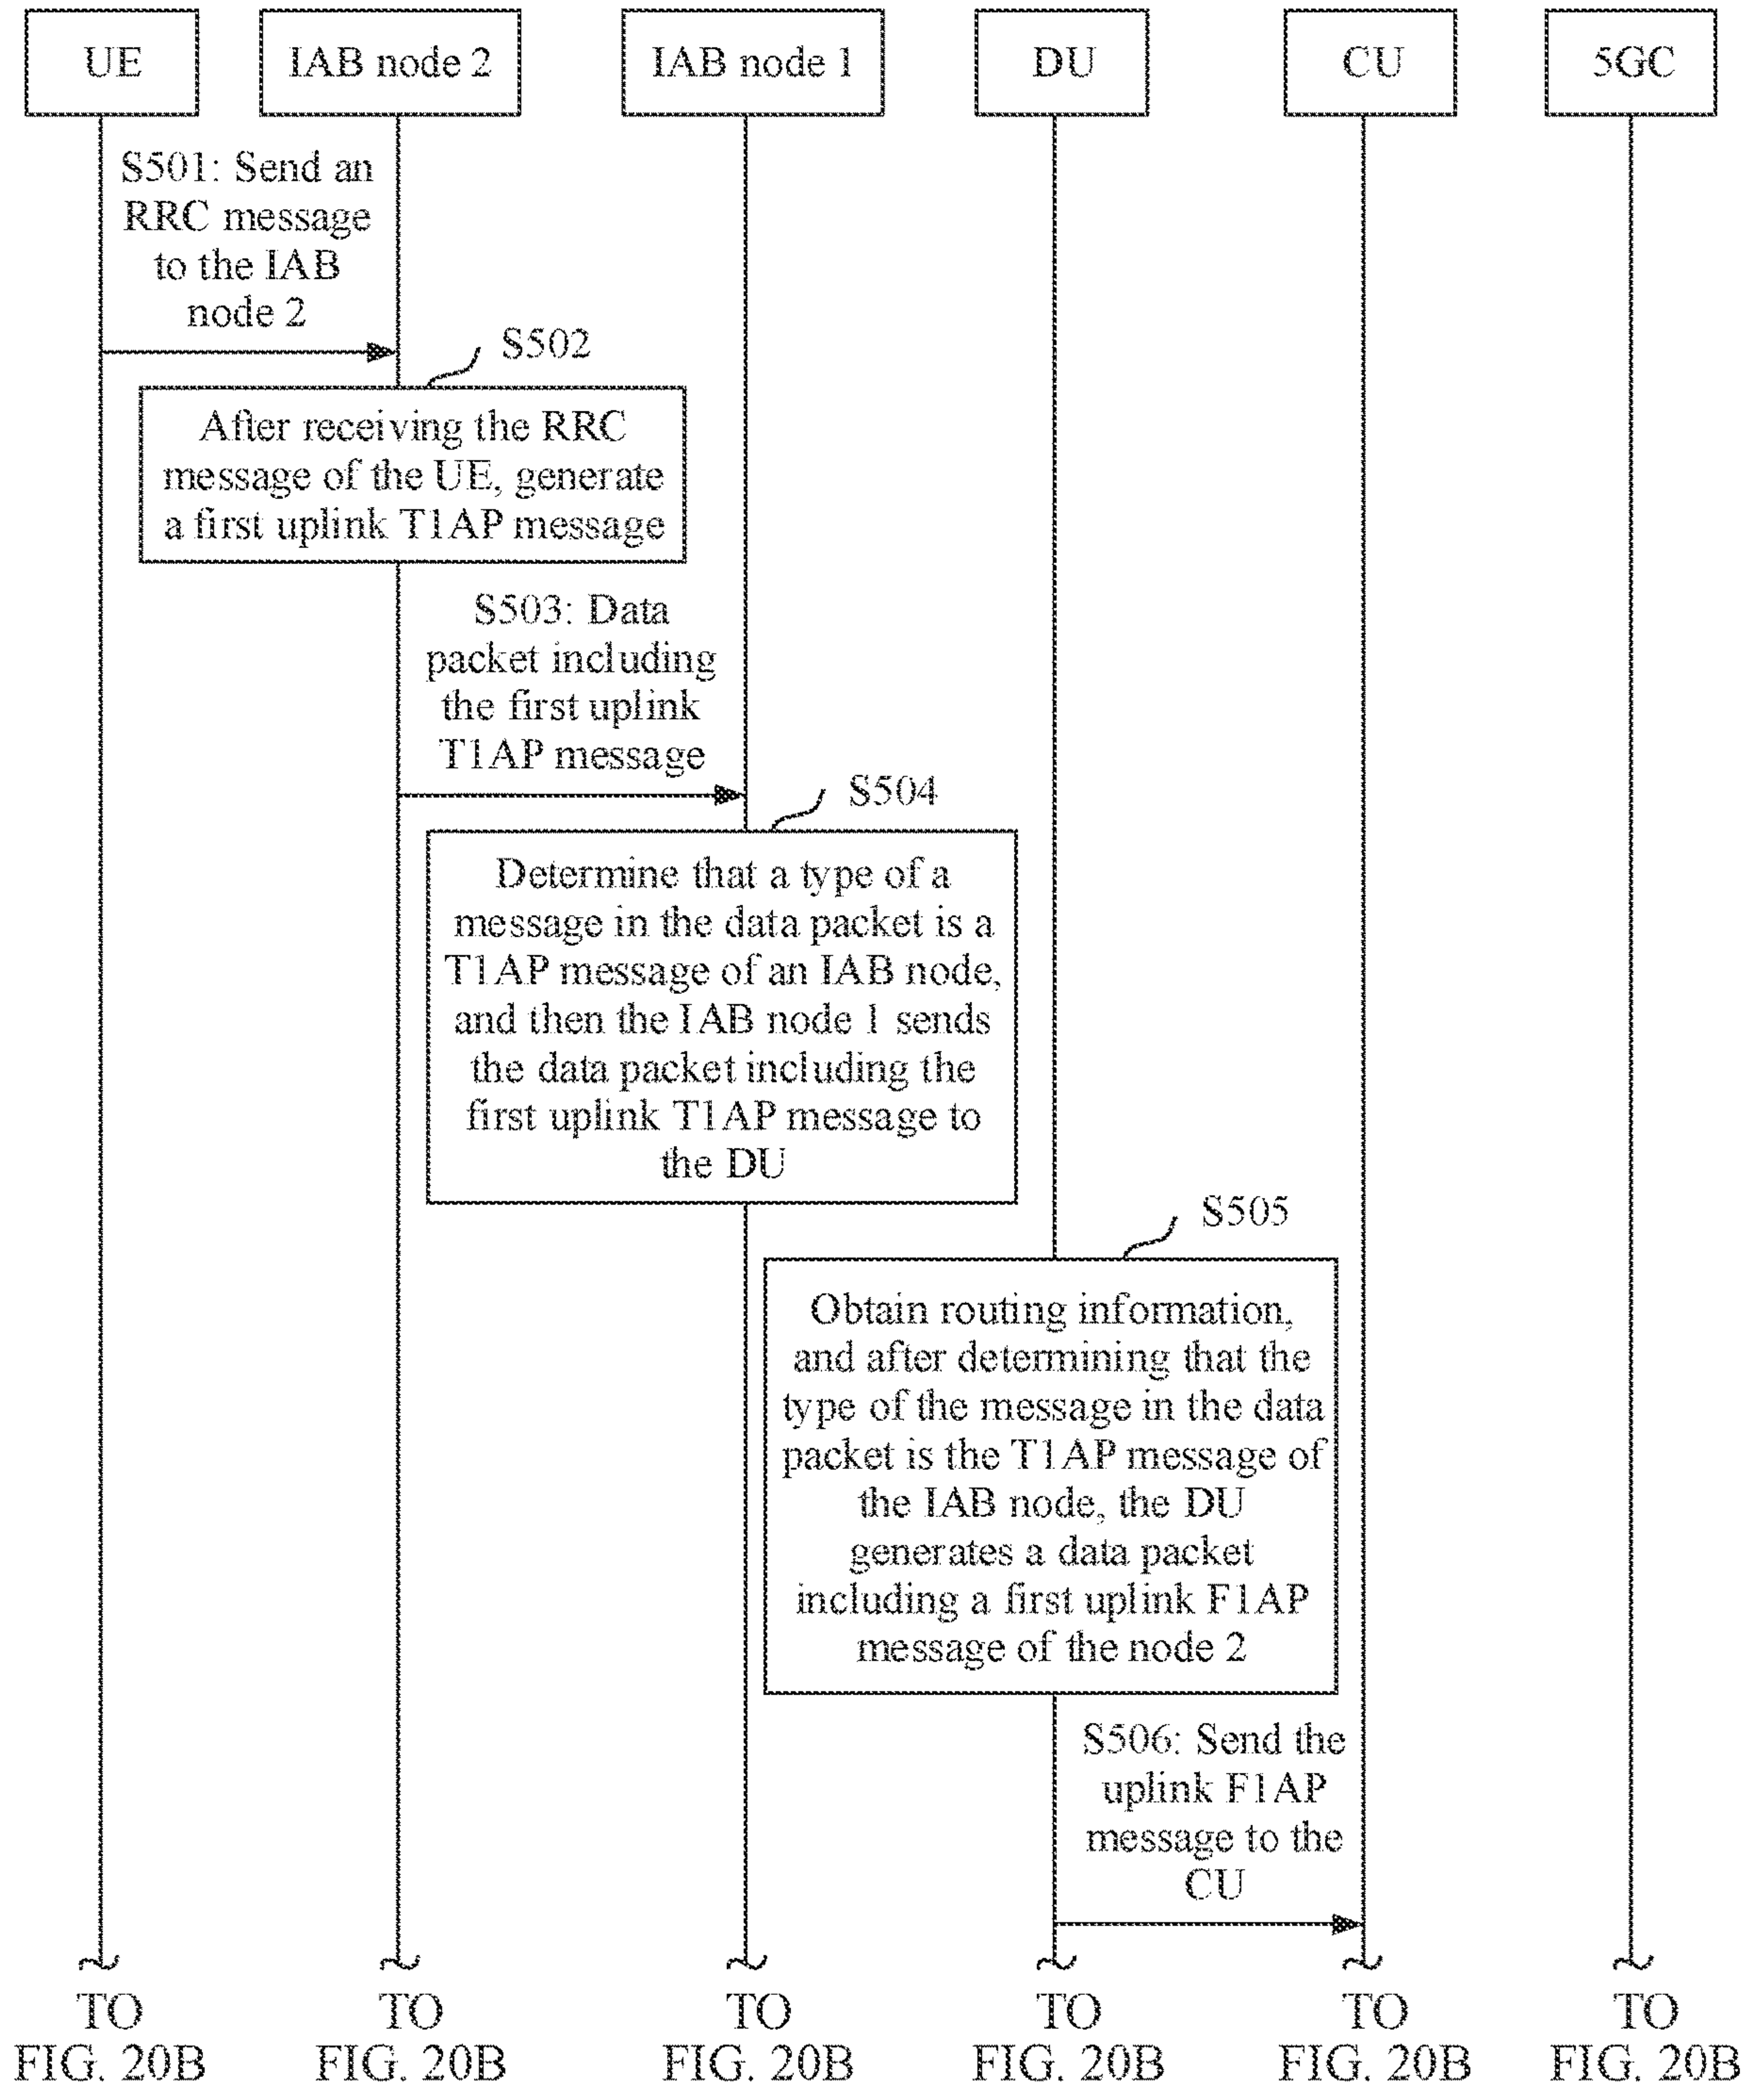 UE
IAB node 2
IAB node 1
DU
CU
5GC
S501: Send an
RRC message
to the IAB
node 2
S502
After receiving the RRC
message of the UE, generate
a first uplink T1AP message
S503: Data
packet including
the first uplink
T1AP message
S504
Determine that a type of a
message in the data packet is a
T1AP message of an IAB node,
and then the IAB node 1 sends
the data packet including the
first uplink T1AP message to
the DU
S505
Obtain routing information,
and after determining that the
type of the message in the data
packet is the T1AP message of
the IAB node, the DU
generates a data packet
including a first uplink F1AP
message of the node 2
S506: Send the
uplink F1AP
message to the
CU
TO
FIG. 20B
TO
FIG. 20B
TO
FIG. 20B
TO
FIG. 20B
TO
FIG. 20B
TO
FIG. 20B